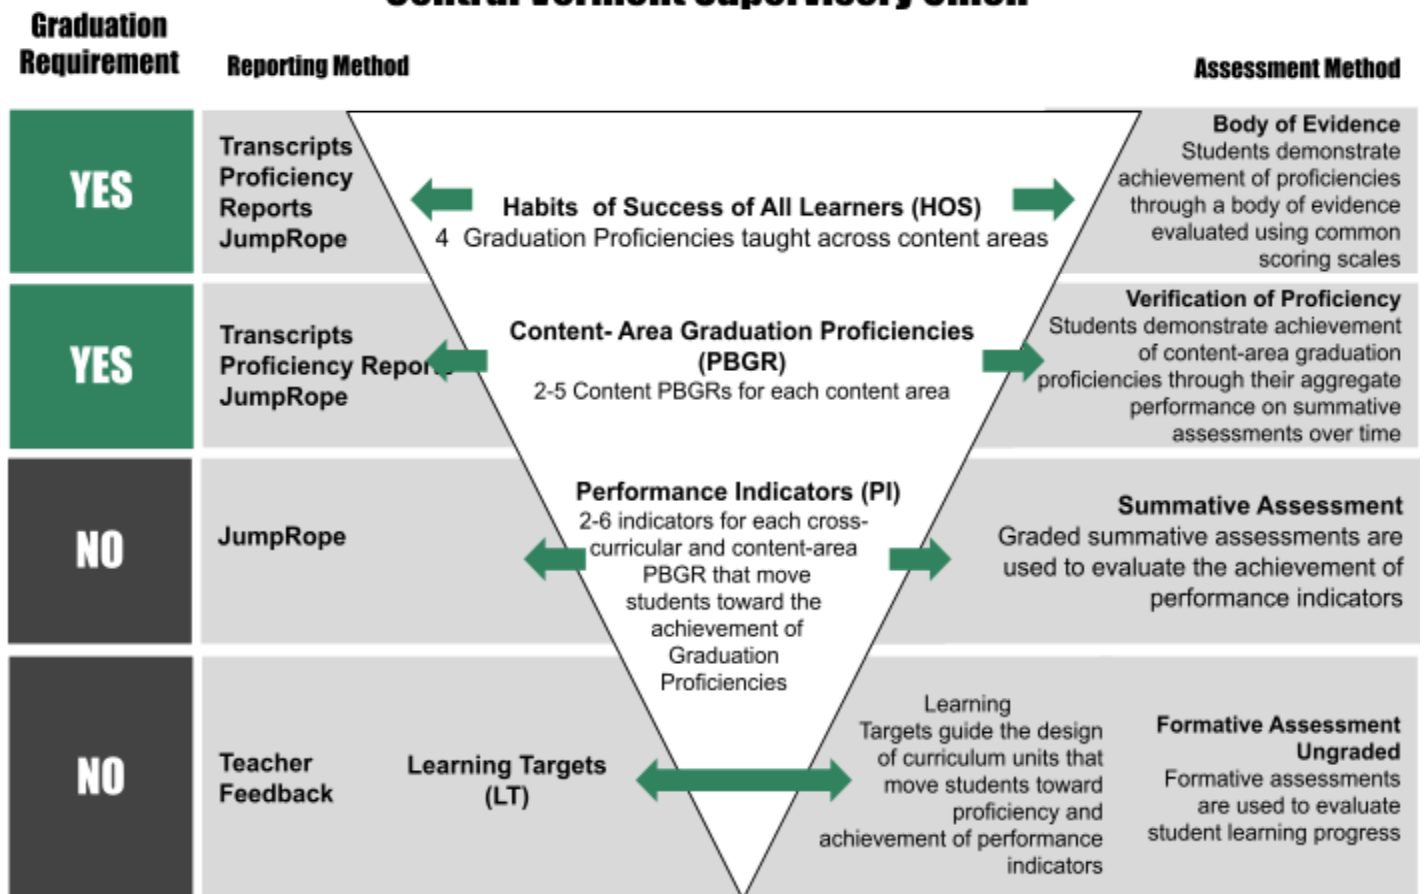 Central Vermont Supervisory Union
Graduation
Requirement
Reporting Method
Assessment Method
YES
Transcripts
Proficiency
Reports
JumpRope
Habits of Success of All Learners (HOS)
4 Graduation Proficiencies taught across content areas
Body of Evidence
Students demonstrate
achievement of proficiencies
through a body of evidence
evaluated using common
scoring scales
YES
Transcripts
Proficiency Reports
JumpRope
Content- Area Graduation Proficiencies
(PBGR)
2-5 Content PBGRs for each content area
Verification of Proficiency
Students demonstrate achievement
of content-area graduation
proficiencies through their aggregate
performance on summative
assessments over time
NO
JumpRope
Performance Indicators (PI)
2-6 indicators for each cross-
curricular and content-area
PBGR that move
students toward the
achievement of
Graduation
Proficiencies
Summative Assessment
Graded summative assessments are
used to evaluate the achievement of
performance indicators
NO
Teacher
Feedback
Learning Targets
(LT)
Learning
Targets guide the design
of curriculum units that
move students toward
proficiency and
achievement of performance
indicators
Formative Assessment
Ungraded
Formative assessments
are used to evaluate
student learning progress